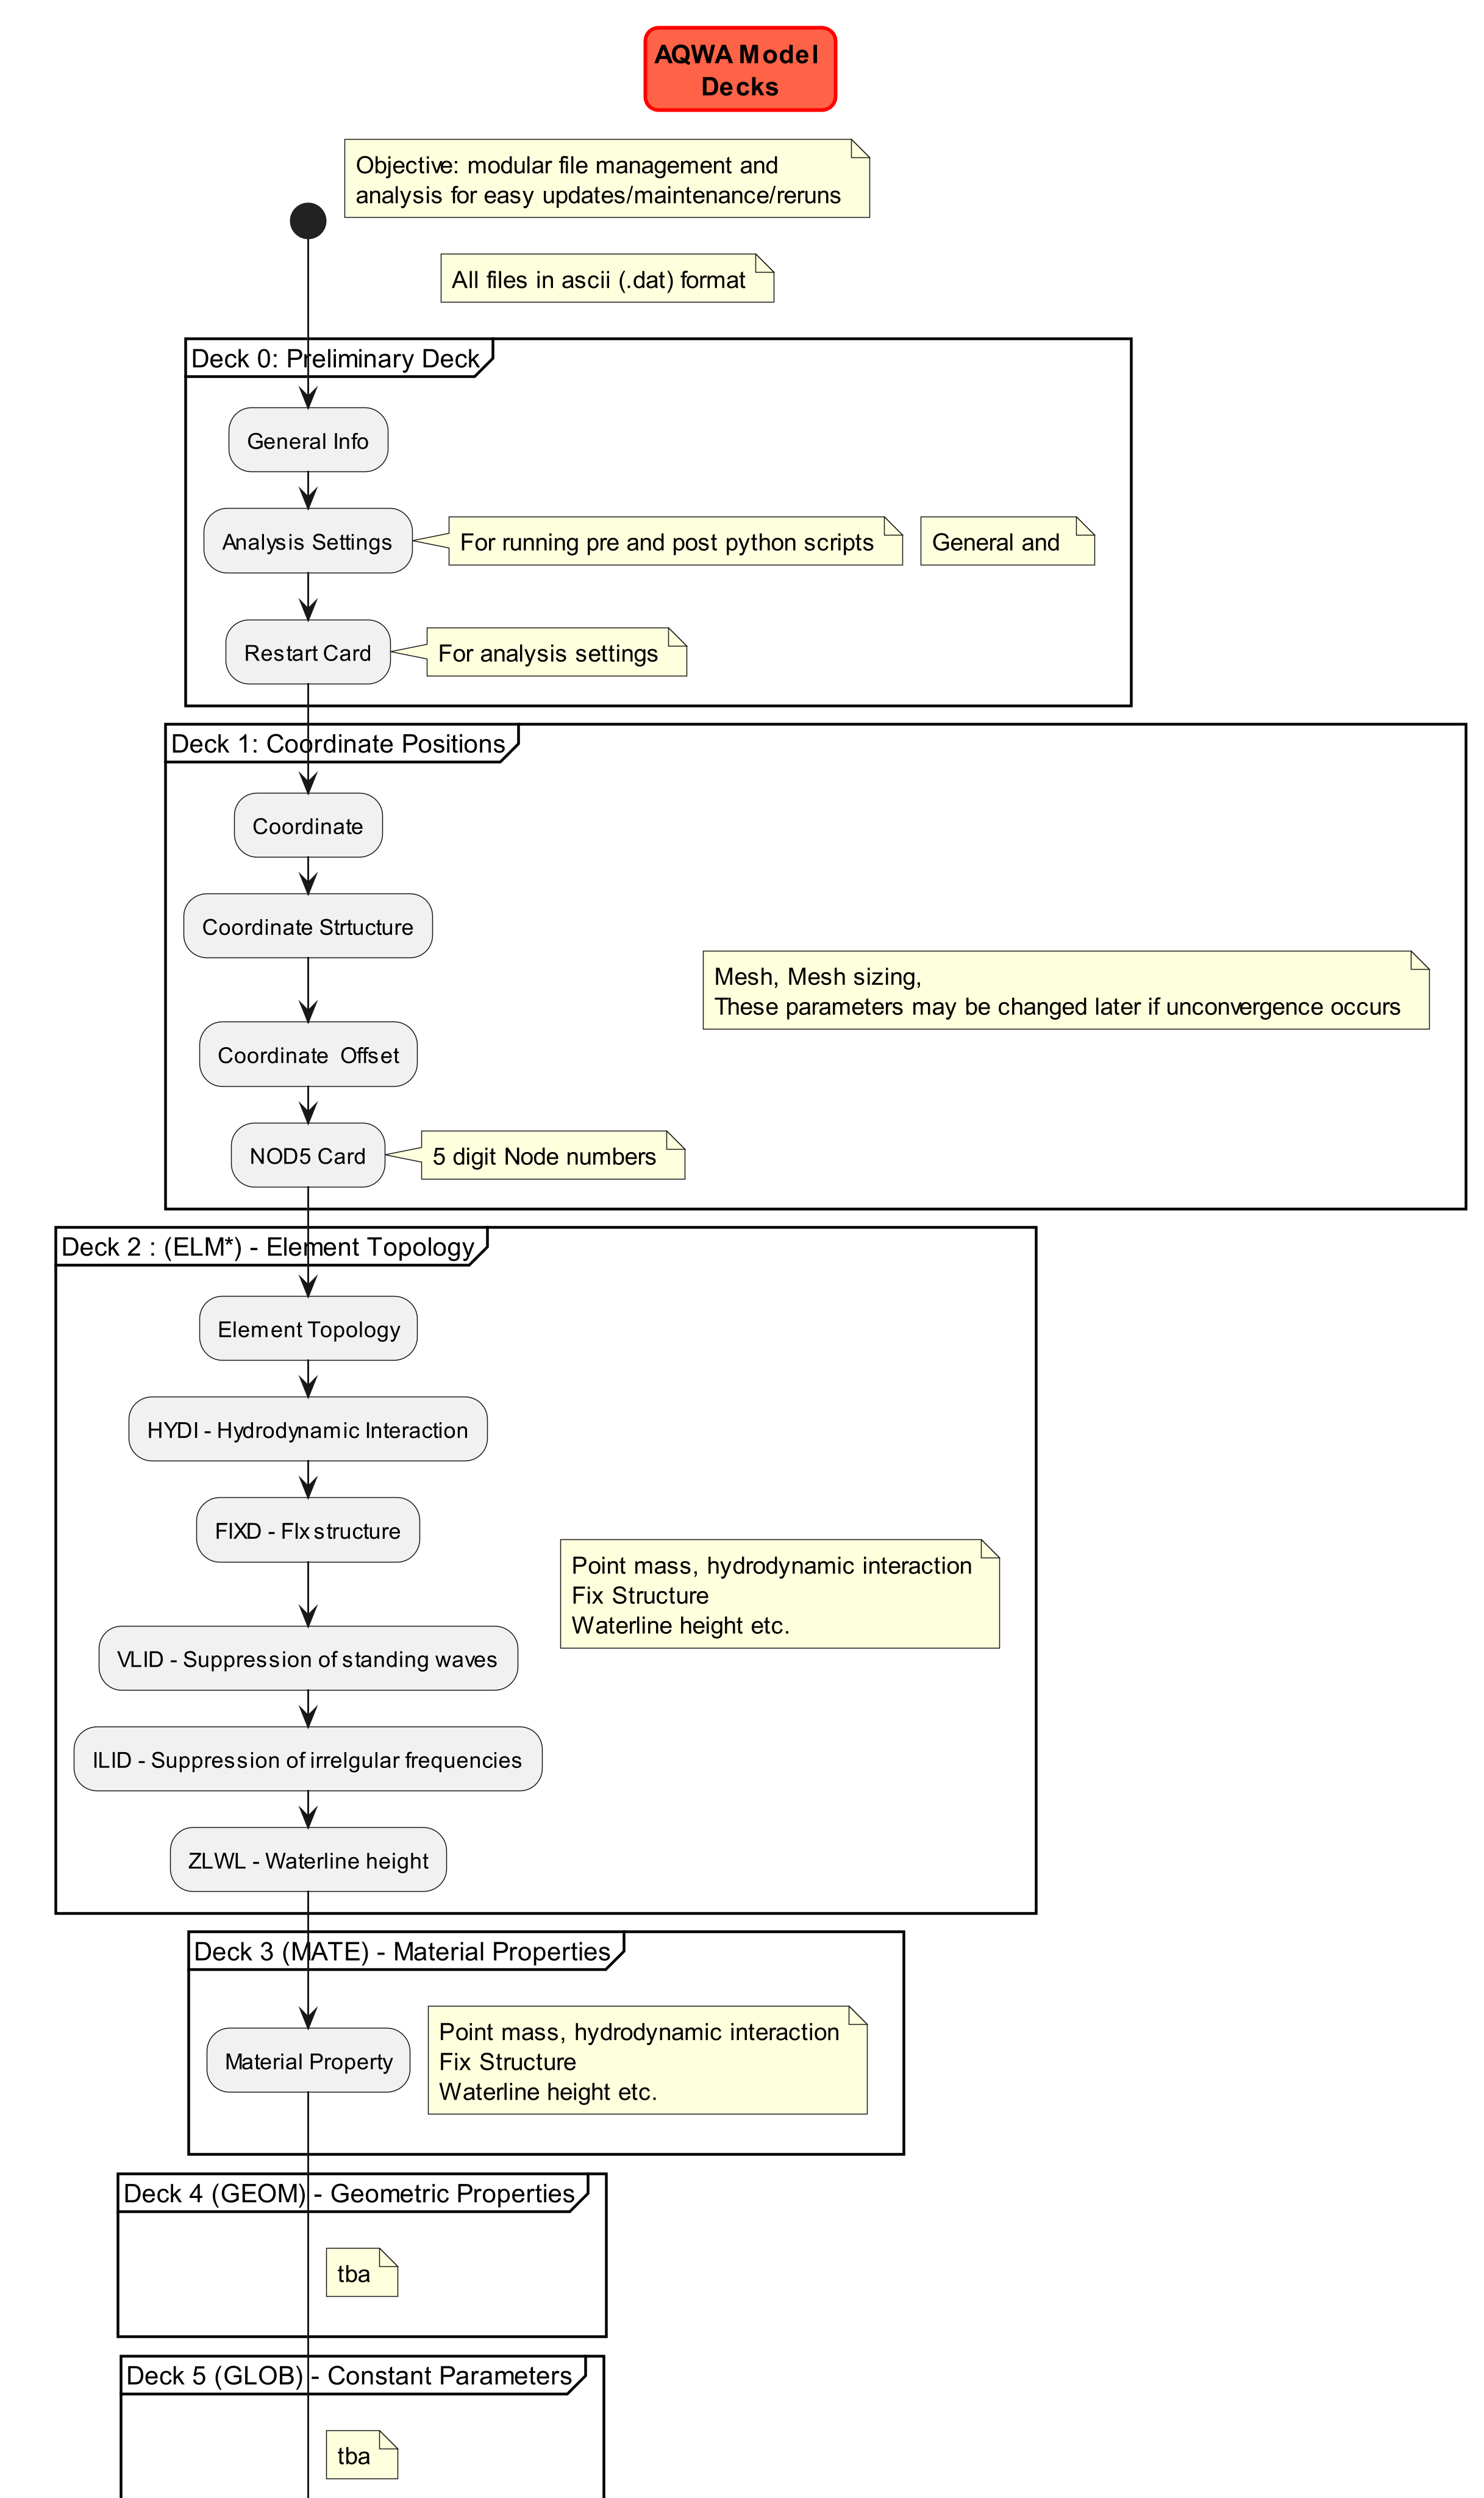 AQWA Model
Decks
Objective: modular file management and
analysis for easy updates/maintenance/reruns
All files in ascii (.dat) format
Deck 0: Preliminary Deck
General Info
Analysis Settings
For running pre and post python scripts
General and
Restart Card
For analysis settings
Deck 1: Coordinate Positions
Coordinate
Coordinate Strtucture
Mesh, Mesh sizing,
These parameters may be changed later if unconvergence occurs
Coordinate  Offset
NOD5 Card
5 digit Node numbers
Deck 2 : (ELM*) - Element Topology
Element Topology
HYDI - Hydrodynamic Interaction
FIXD - FIx structure
Point mass, hydrodynamic interaction
Fix Structure
Waterline height etc.
VLID - Suppression of standing waves
ILID - Suppression of irrelgular frequencies
ZLWL - Waterline height
Deck 3 (MATE) - Material Properties
Material Property
Point mass, hydrodynamic interaction
Fix Structure
Waterline height etc.
Deck 4 (GEOM) - Geometric Properties
tba
Deck 5 (GLOB) - Constant Parameters
tba